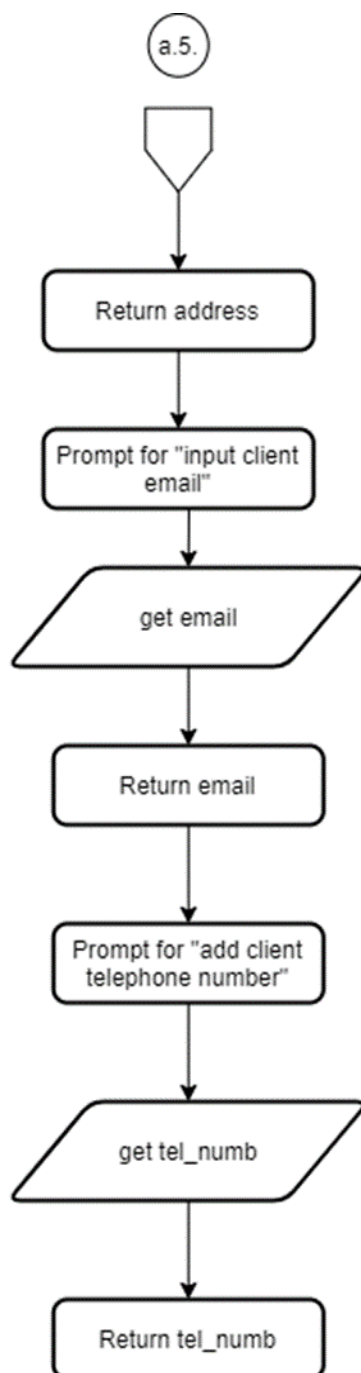 a.5.
Return address
Prompt for "input client
email"
get email
Return email
Prompt for "add client
telephone number"
get tel_numb
Return tel_numb